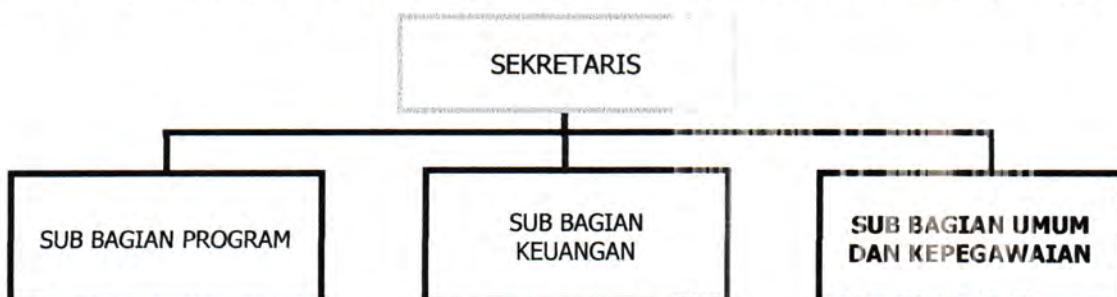 SEKRETARIS
SUB BAGIAN PROGRAM
SUB BAGIAN
KEUANGAN
SUB BAGIAN UMUM
DAN KEPEGAWAIAN